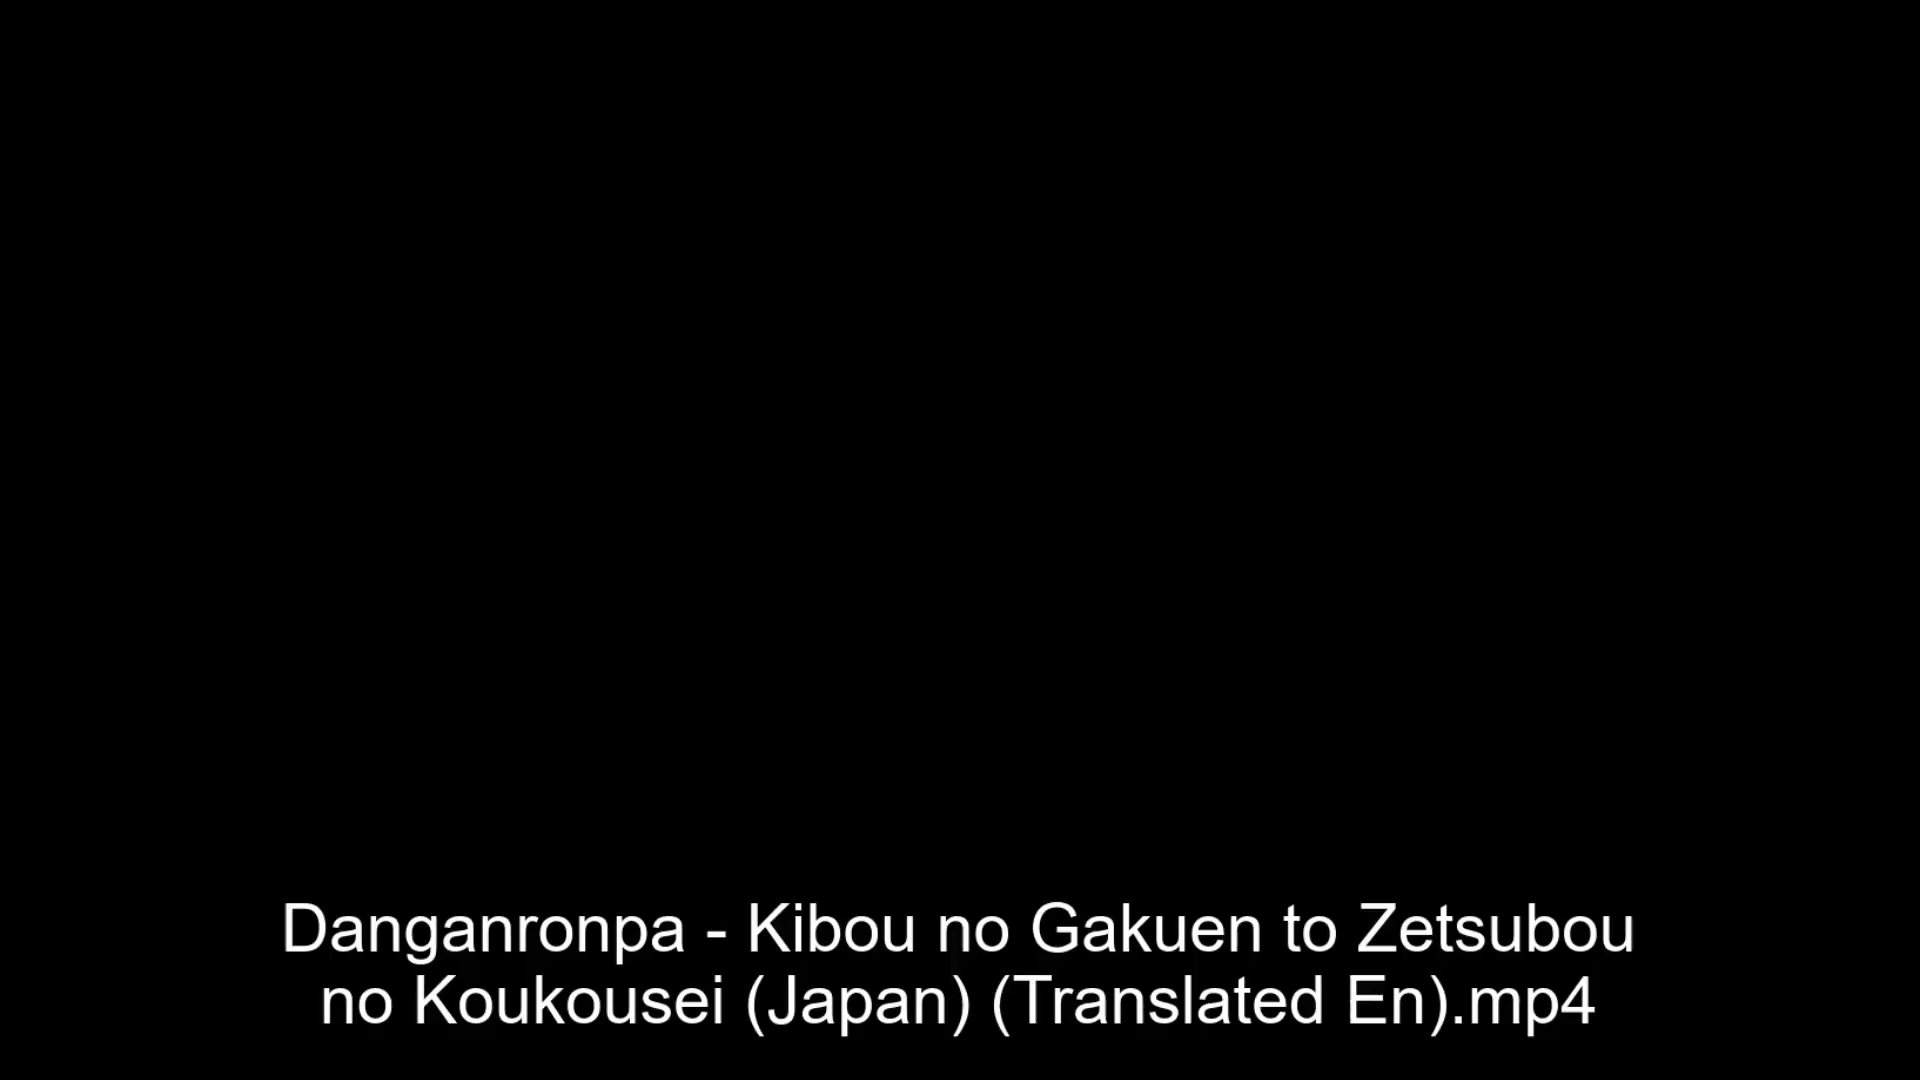 Danganronpa - Kibou no Gakuen to Zetsubou
no Koukousei (Japan) (Translated En).mp4